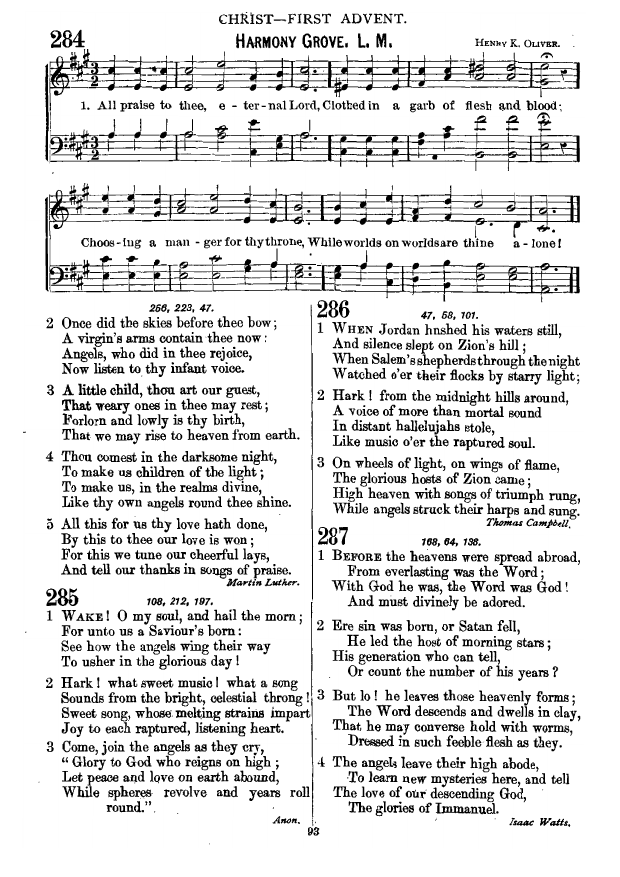 CHRIST—FIRST ADVENT.
284
HARMONY GROVE. L. M.
HENRY K. OLIVER.
1. All praise to thee, e - ter - nal Lord, Clothed in a garb of flesh and blood;
Choos - ing a man - ger for thy throne, While worlds on worlds are thine a - lone!
256, 223, 47.
2 Once did the skies before thee bow;
A virgin's arms contain thee now:
Angels, who did in thee rejoice,
Now listen to thy infant voice.
3 A little child, thou art our guest,
That weary ones in thee may rest;
Forlorn and lowly is thy birth,
That we may rise to heaven from earth.
4 Thou comest in the darksome night,
To make us children of the light;
To make us, in the realms divine,
Like thy own angels round thee shine.
5 All this for us thy love hath done,
By this to thee our love is won;
For this we tune our cheerful lays,
And tell our thanks in songs of praise.
Martin Luther.
285
108, 212, 197.
1 WAKE! O my soul, and hail the morn;
For unto us a Saviour's born:
See how the angels wing their way
To usher in the glorious day!
2 Hark! what sweet music! what a song
Sounds from the bright, celestial throng!
Sweet song, whose melting strains impart
Joy to each raptured, listening heart.
3 Come, join the angels as they cry,
"Glory to God who reigns on high;
Let peace and love on earth abound,
While spheres revolve and years roll
round."
Anon.
286
47, 58, 101.
1 WHEN Jordan hushed his waters still,
And silence slept on Zion's hill;
When Salem's shepherds through the night
Watched o'er their flocks by starry light;
2 Hark! from the midnight hills around,
A voice of more than mortal sound
In distant hallelujahs stole,
Like music o'er the raptured soul.
3 On wheels of light, on wings of flame,
The glorious hosts of Zion came;
High heaven with songs of triumph rung,
While angels struck their harps and sung.
Thomas Campbell.
287
168, 64, 138.
1 BEFORE the heavens were spread abroad,
From everlasting was the Word;
With God he was, the Word was God!
And must divinely be adored.
2 Ere sin was born, or Satan fell,
He led the host of morning stars;
His generation who can tell,
Or count the number of his years?
3 But lo! he leaves those heavenly forms;
The Word descends and dwells in clay,
That he may converse hold with worms,
Dressed in such feeble flesh as they.
4 The angels leave their high abode,
To learn new mysteries here, and tell
The love of our descending God,
The glories of Immanuel.
Isaac Watts.
93